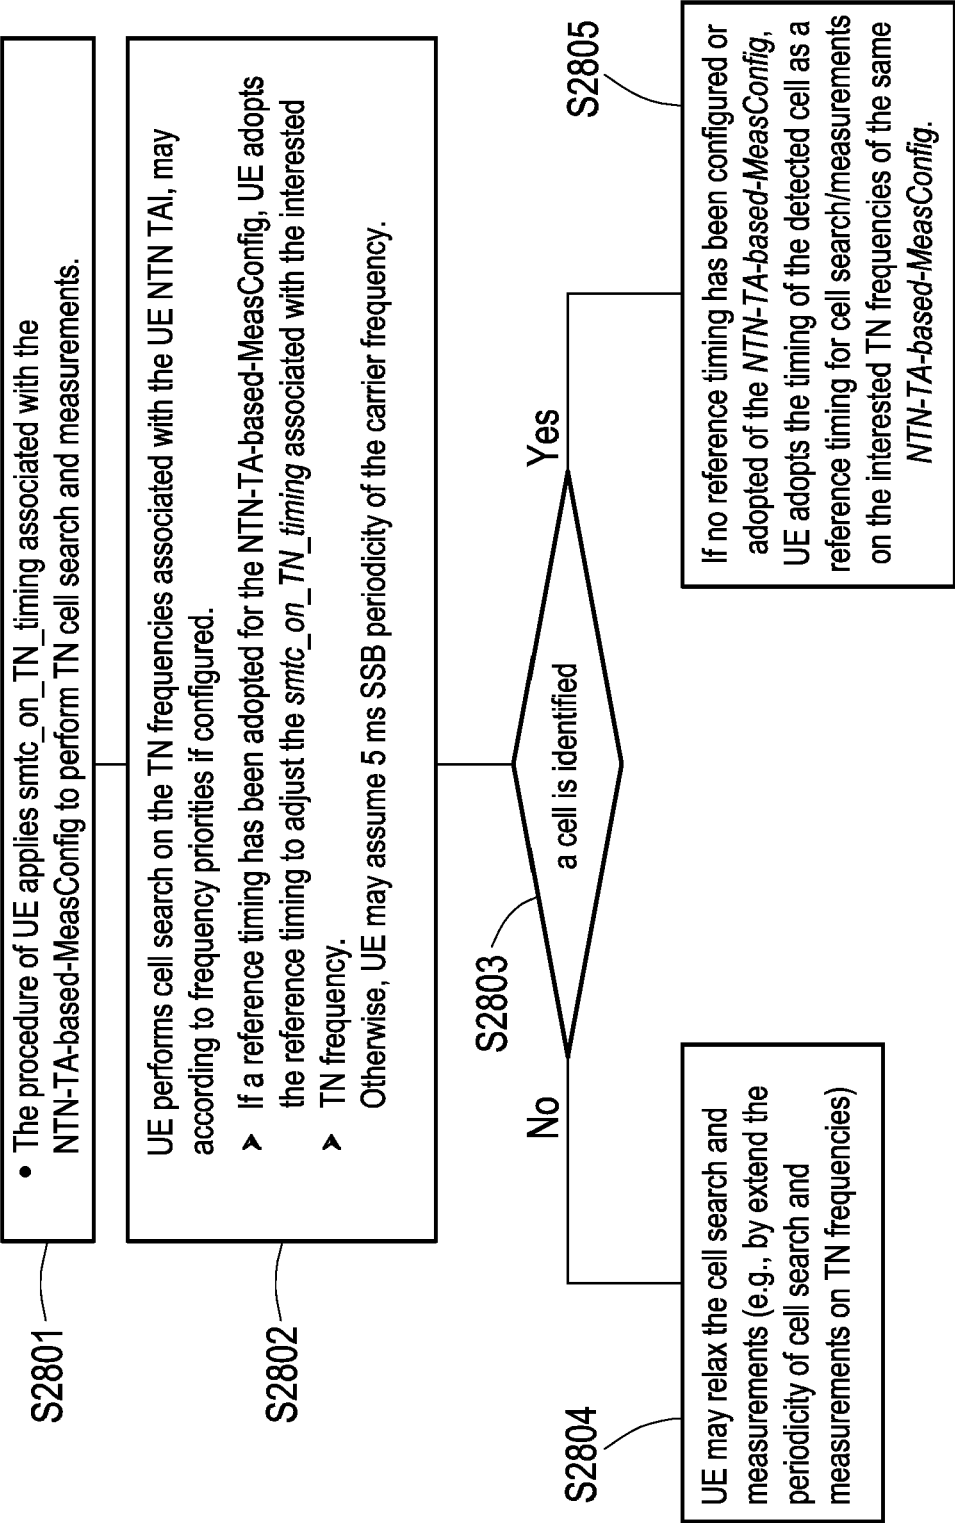 S2801
• The procedure of UE applies smtc_on_TN_timing associated with the
NTN-TA-based-MeasConfig to perform TN cell search and measurements.
S2802
UE performs cell search on the TN frequencies associated with the UE NTN TAI, may
according to frequency priorities if configured.
➤ If a reference timing has been adopted for the NTN-TA-based-MeasConfig, UE adopts
the reference timing to adjust the smtc_on_TN_timing associated with the interested
➤ TN frequency.
Otherwise, UE may assume 5 ms SSB periodicity of the carrier frequency.
S2803
a cell is identified
No
Yes
S2804
UE may relax the cell search and
measurements (e.g., by extend the
periodicity of cell search and
measurements on TN frequencies)
S2805
If no reference timing has been configured or
adopted of the NTN-TA-based-MeasConfig,
UE adopts the timing of the detected cell as a
reference timing for cell search/measurements
on the interested TN frequencies of the same
NTN-TA-based-MeasConfig.